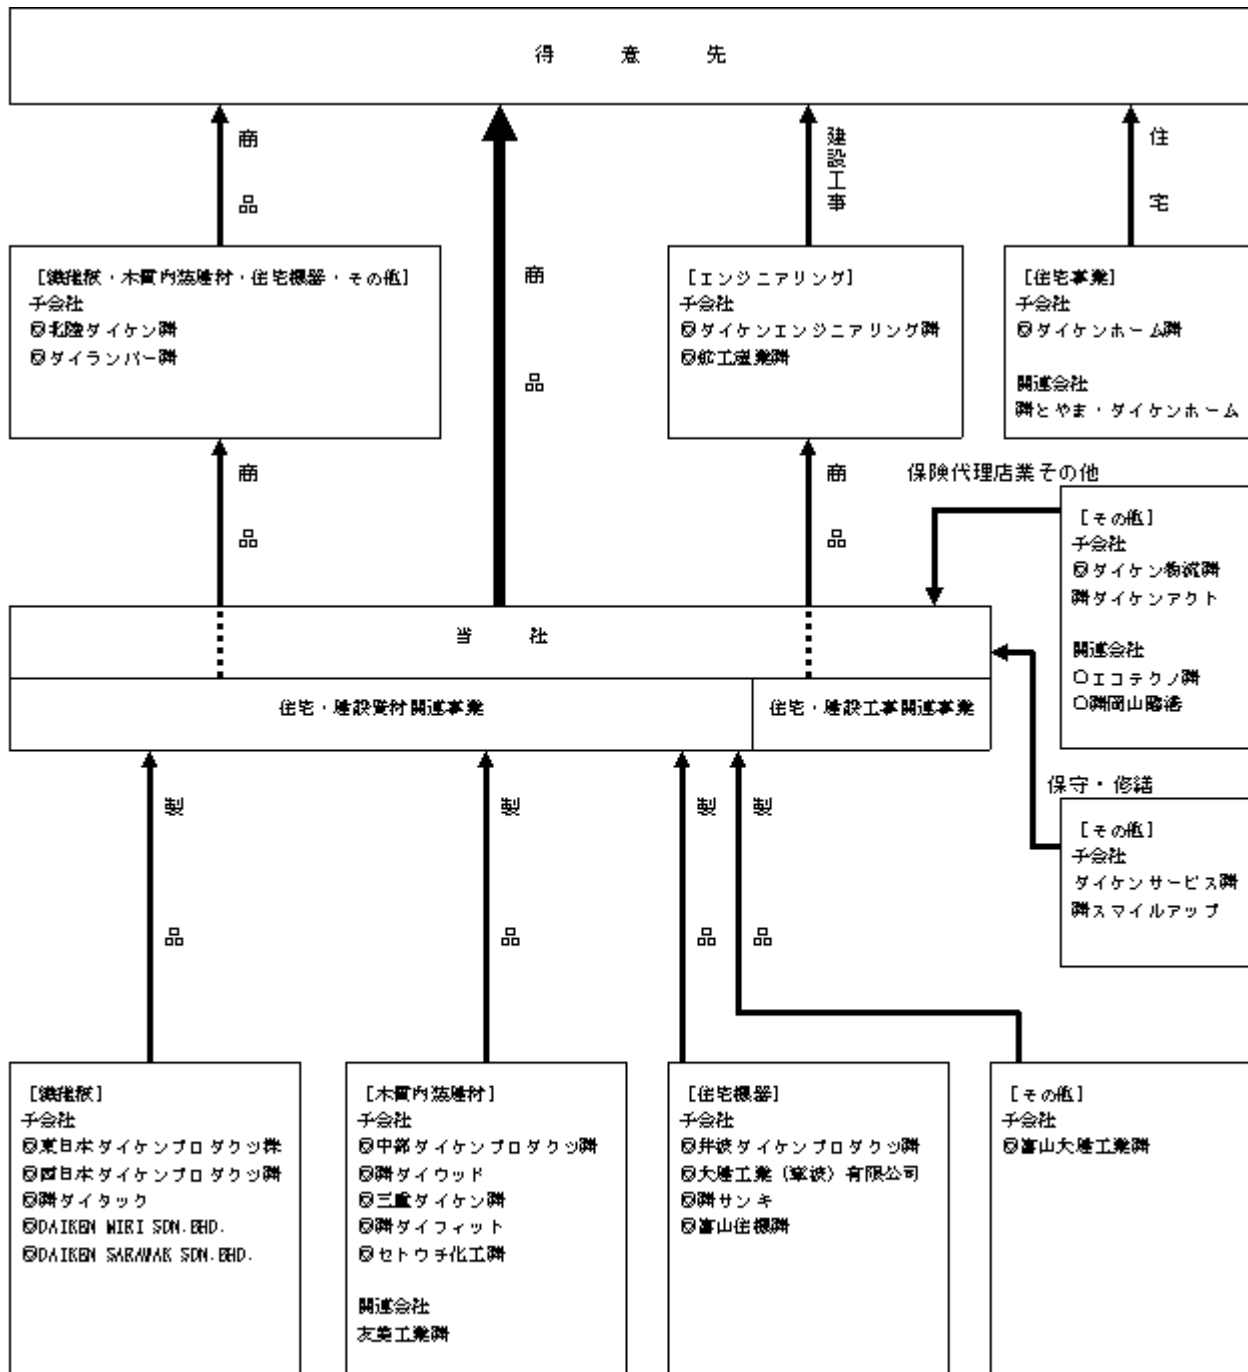 得意先
商品
商品
建設工事
住宅
[繊維板・木質内装建材・住宅機器・その他]
子会社
◎北陸ダイケン㈱
◎ダイランバー㈱
[エンジニアリング]
子会社
◎ダイケンエンジニアリング㈱
[住宅事業]
子会社
◎ダイケンホーム㈱
関連会社
㈱とやま・ダイケンホーム
商品
商品
保険代理店業その他
[その他]
子会社
◎ダイケン物流㈱
㈱ダイケンアクト
関連会社
○エコテクノ㈱
○㈱岡山臨港
当社
住宅・建設資材関連事業
住宅・建設工事関連事業
保守・修繕
[その他]
子会社
ダイケンサービス㈱
㈱スマイルアップ
製品
製品
製品
製品
[繊維板]
子会社
◎東日本ダイケンプロダクツ㈱
◎西日本ダイケンプロダクツ㈱
◎㈱ダイタック
◎DAIKEN MIRI SDN.BHD.
◎DAIKEN SARAWAK SDN.BHD.
[木質内装建材]
子会社
◎中部ダイケンプロダクツ㈱
◎㈱ダイウッド
◎三重ダイケン㈱
◎㈱ダイフィット
◎セトウチ化工㈱
関連会社
友美工業㈱
[住宅機器]
子会社
◎井波ダイケンプロダクツ㈱
◎大建工業(寧波)有限公司
◎㈱サンキ
◎富山住機㈱
[その他]
子会社
◎富山大建工業㈱